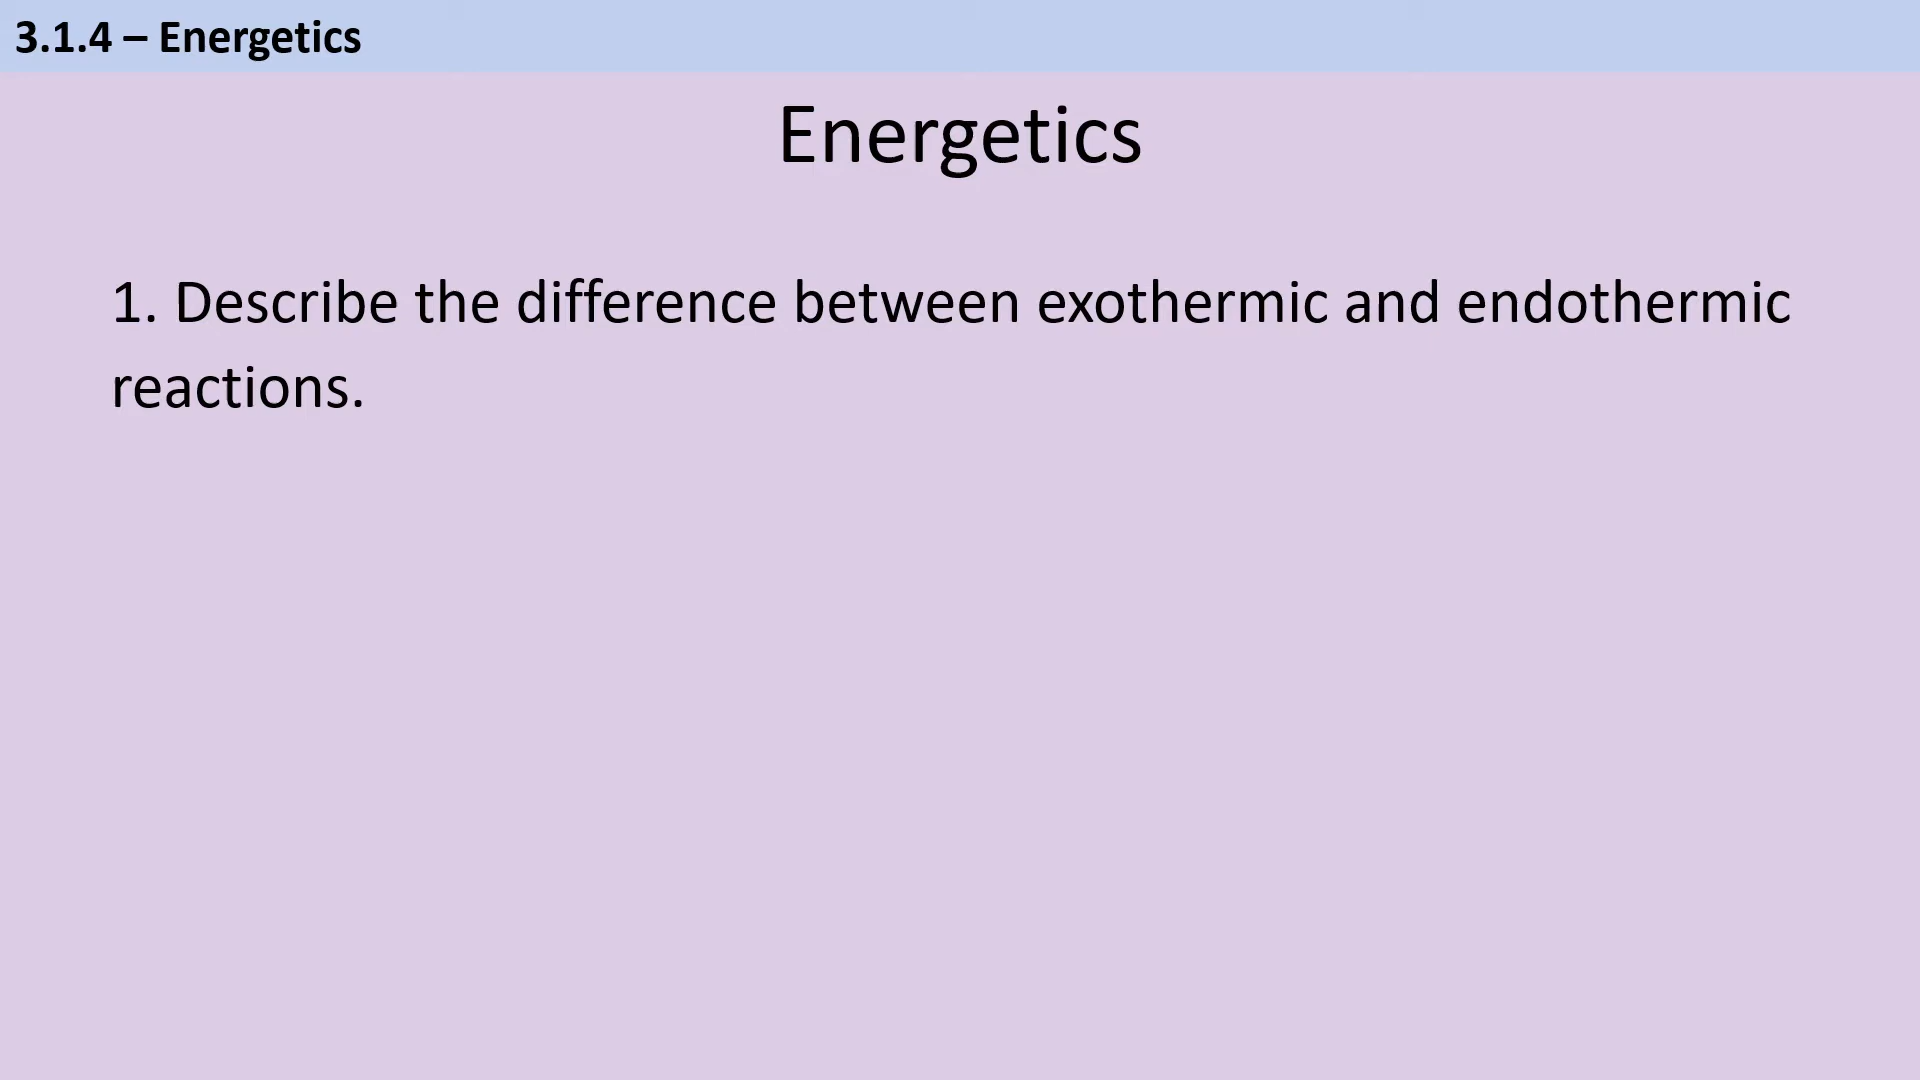 3.1.4 – Energetics
Energetics
1. Describe the difference between exothermic and endothermic
reactions.